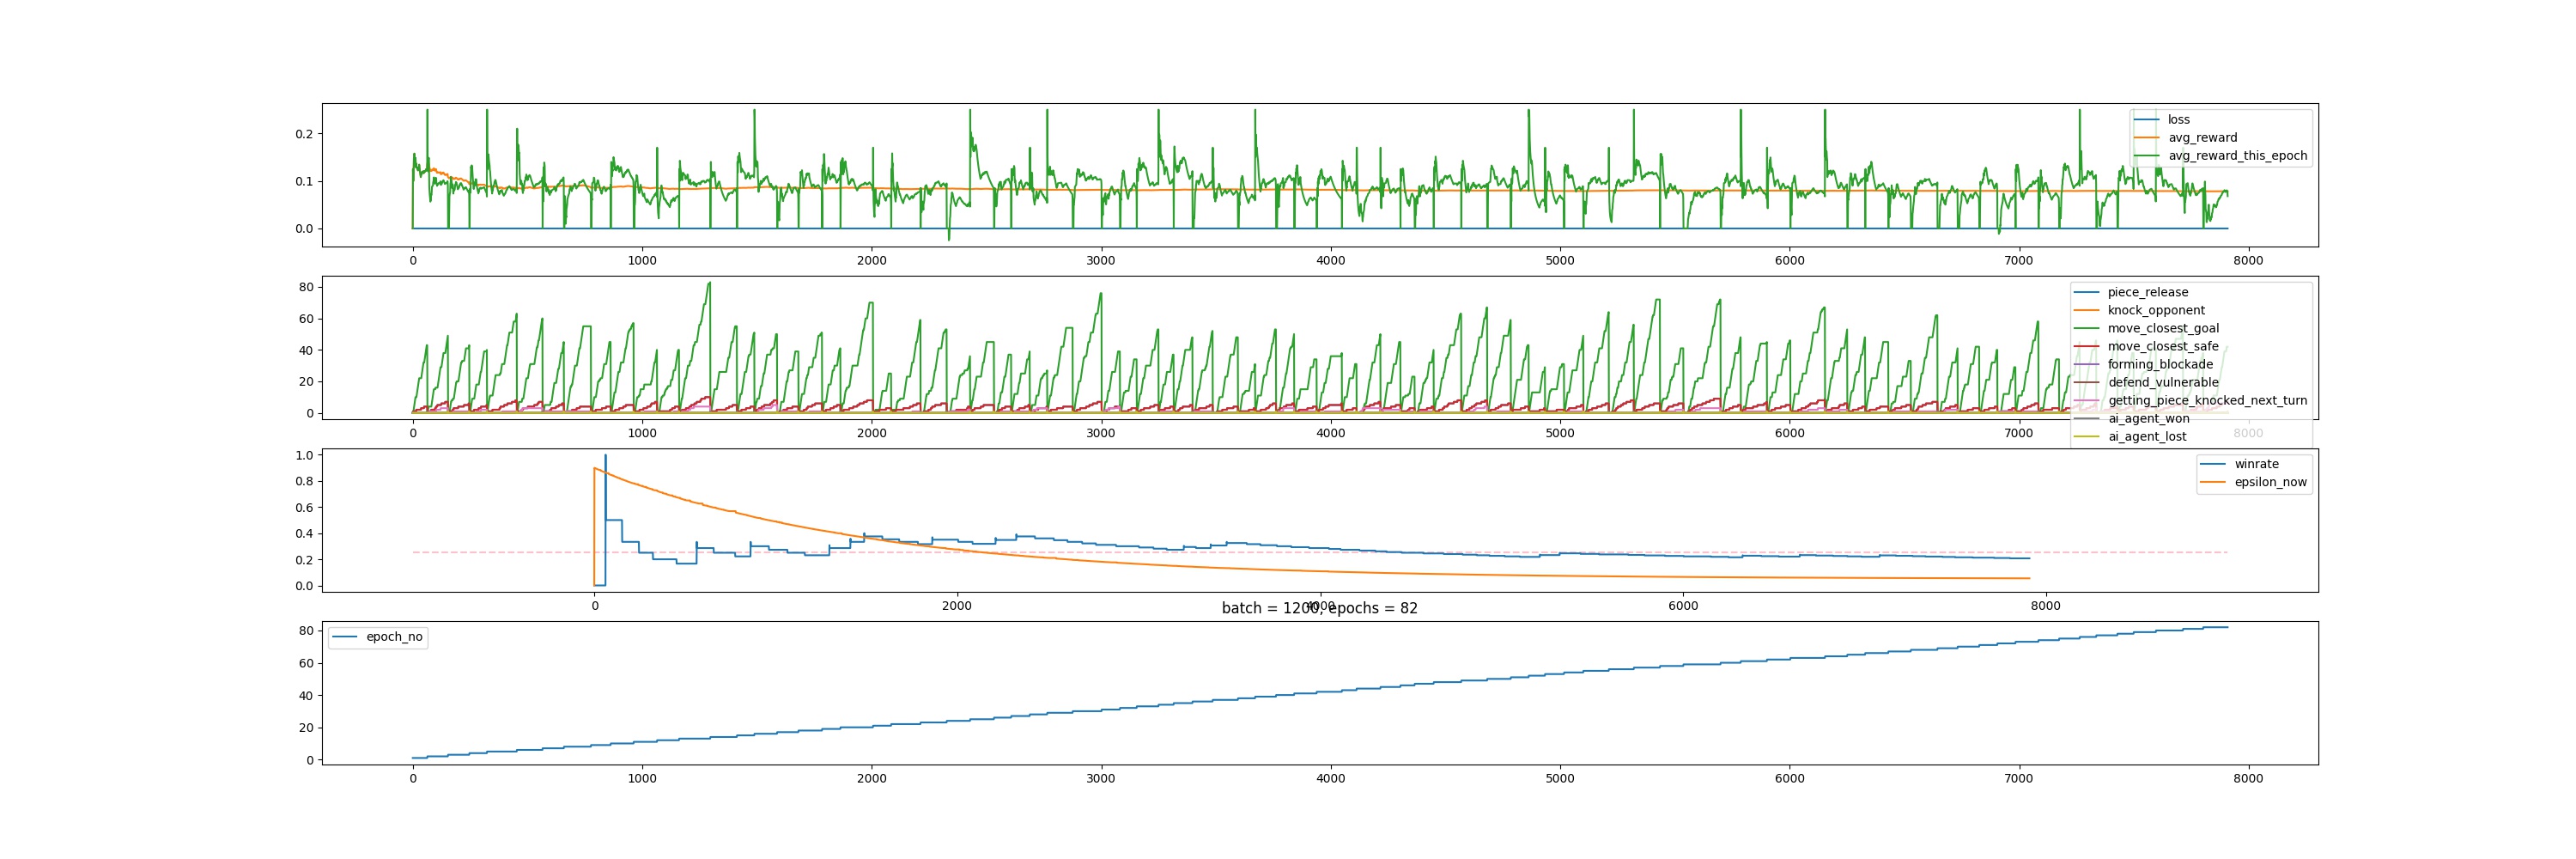 0.2
0.1
0.0
loss
avg_reward
avg_reward_this_epoch
0 1000 2000 3000 4000 5000 6000 7000 8000
80
60
40
20
0
piece_release
knock_opponent
move_closest_goal
move_closest_safe
forming_blockade
defend_vulnerable
getting_piece_knocked_next_turn
ai_agent_won
ai_agent_lost
0 1000 2000 3000 4000 5000 6000 7000 8000
1.0
0.8
0.6
0.4
0.2
0.0
winrate
epsilon_now
0 2000 4000 6000 8000
batch = 1200, epochs = 82
80
60
40
20
0
epoch_no
0 1000 2000 3000 4000 5000 6000 7000 8000